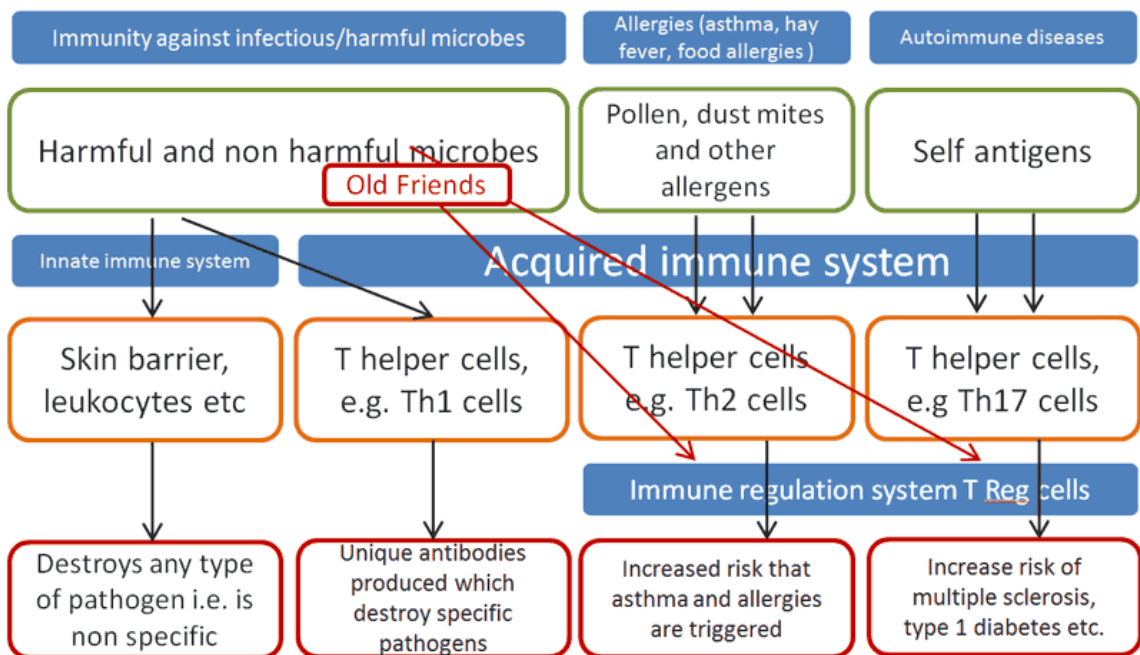 Immunity against infectious/harmful microbes
Allergies (asthma, hay
fever, food allergies )
Autoimmune diseases
Harmful and non harmful microbes
Old Friends
Pollen, dust mites
and other
allergens
Self antigens
Innate immune system
Acquired immune system
Skin barrier,
leukocytes etc
T helper cells,
e.g. Th1 cells
T helper cells
e.g. Th2 cells
T helper cells,
e.g Th17 cells
Immune regulation system T Reg cells
Destroys any type
of pathogen i.e. is
non specific
Unique antibodies
produced which
destroy specific
pathogens
Increased risk that
asthma and allergies
are triggered
Increase risk of
multiple sclerosis,
type 1 diabetes etc.